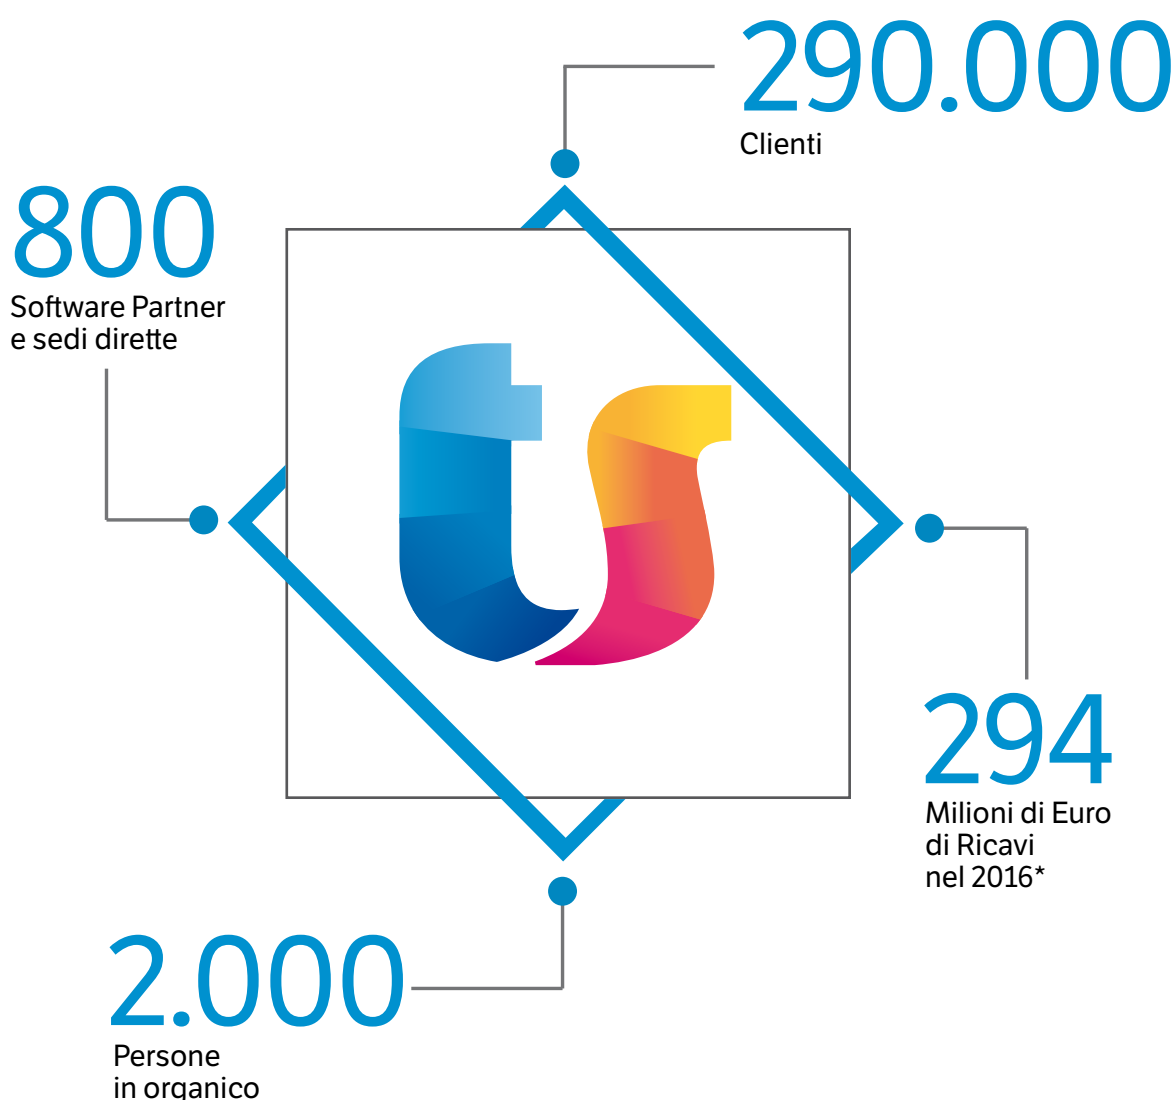 290.000
Clienti
800
Software Partner
e sedi dirette
ts
294
Milioni di Euro
di Ricavi
nel 2016*
2.000
Persone
in organico